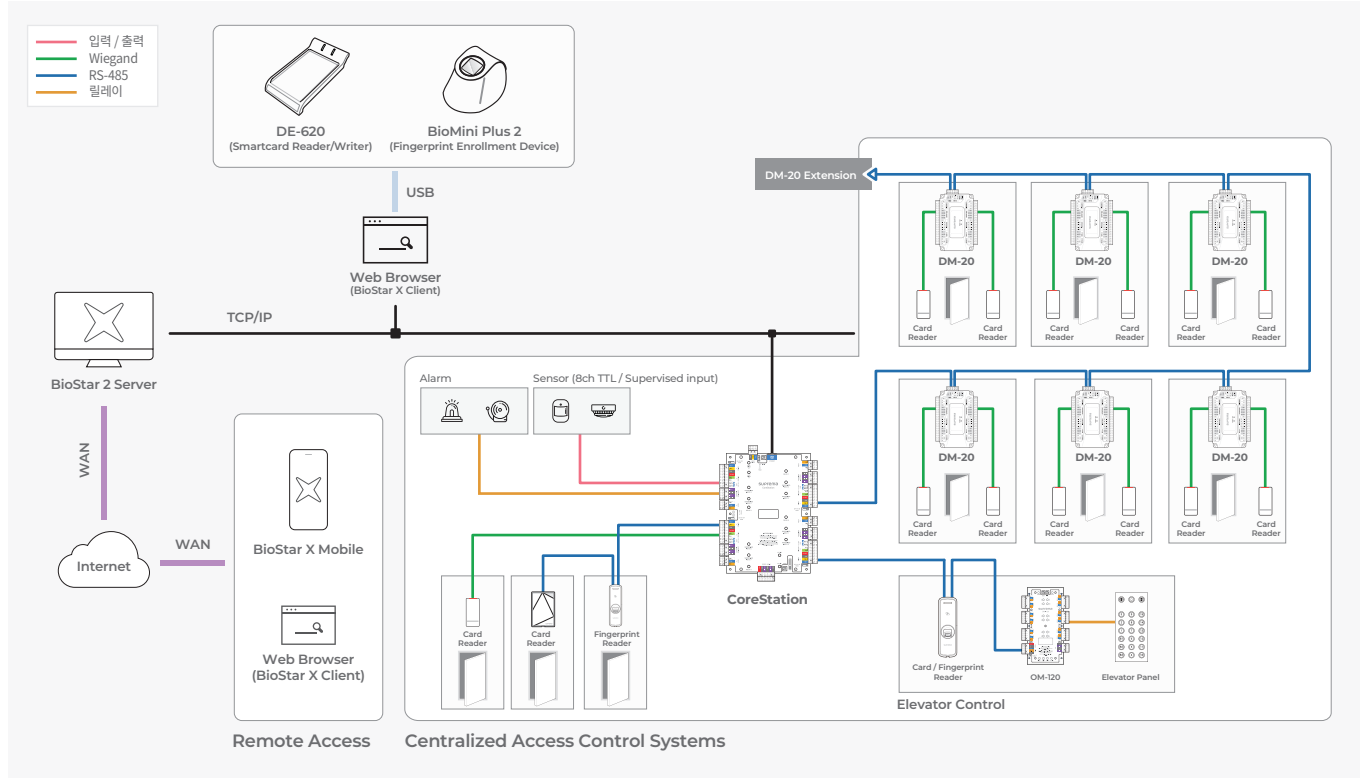 입력 / 출력
Wiegand
RS-485
릴레이
DE-620
(Smartcard Reader/Writer)
BioMini Plus 2
(Fingerprint Enrollment Device)
USB
Web Browser
(BioStar X Client)
TCP/IP
BioStar 2 Server
WAN
Internet
WAN
BioStar X Mobile
Web Browser
(BioStar X Client)
Remote Access
DM-20 Extension
DM-20
Card
Reader
Card
Reader
DM-20
Card
Reader
Card
Reader
DM-20
Card
Reader
Card
Reader
DM-20
Card
Reader
Card
Reader
DM-20
Card
Reader
Card
Reader
DM-20
Card
Reader
Card
Reader
Alarm
Sensor (8ch TTL / Supervised input)
suprema
CoreStation
Card
Reader
Card
Reader
Fingerprint
Reader
Card / Fingerprint
Reader
OM-120
Elevator Panel
Elevator Control
Centralized Access Control Systems